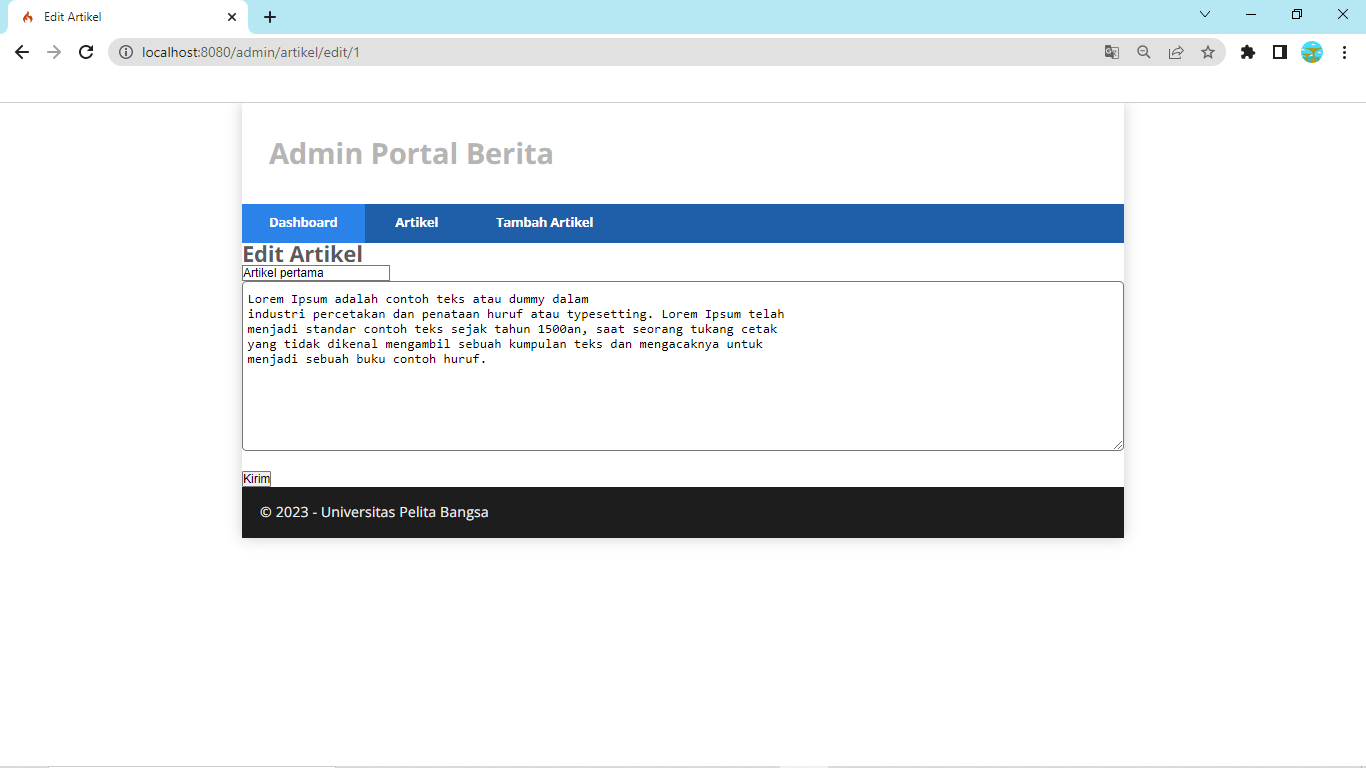 Edit Artikel
localhost:8080/admin/artikel/edit/1
Admin Portal Berita
Dashboard Artikel Tambah Artikel
Edit Artikel
Artikel pertama
Lorem Ipsum adalah contoh teks atau dummy dalam
industri percetakan dan penataan huruf atau typesetting. Lorem Ipsum telah
menjadi standar contoh teks sejak tahun 1500an, saat seorang tukang cetak
yang tidak dikenal mengambil sebuah kumpulan teks dan mengacaknya untuk
menjadi sebuah buku contoh huruf.
Kirim
© 2023 - Universitas Pelita Bangsa